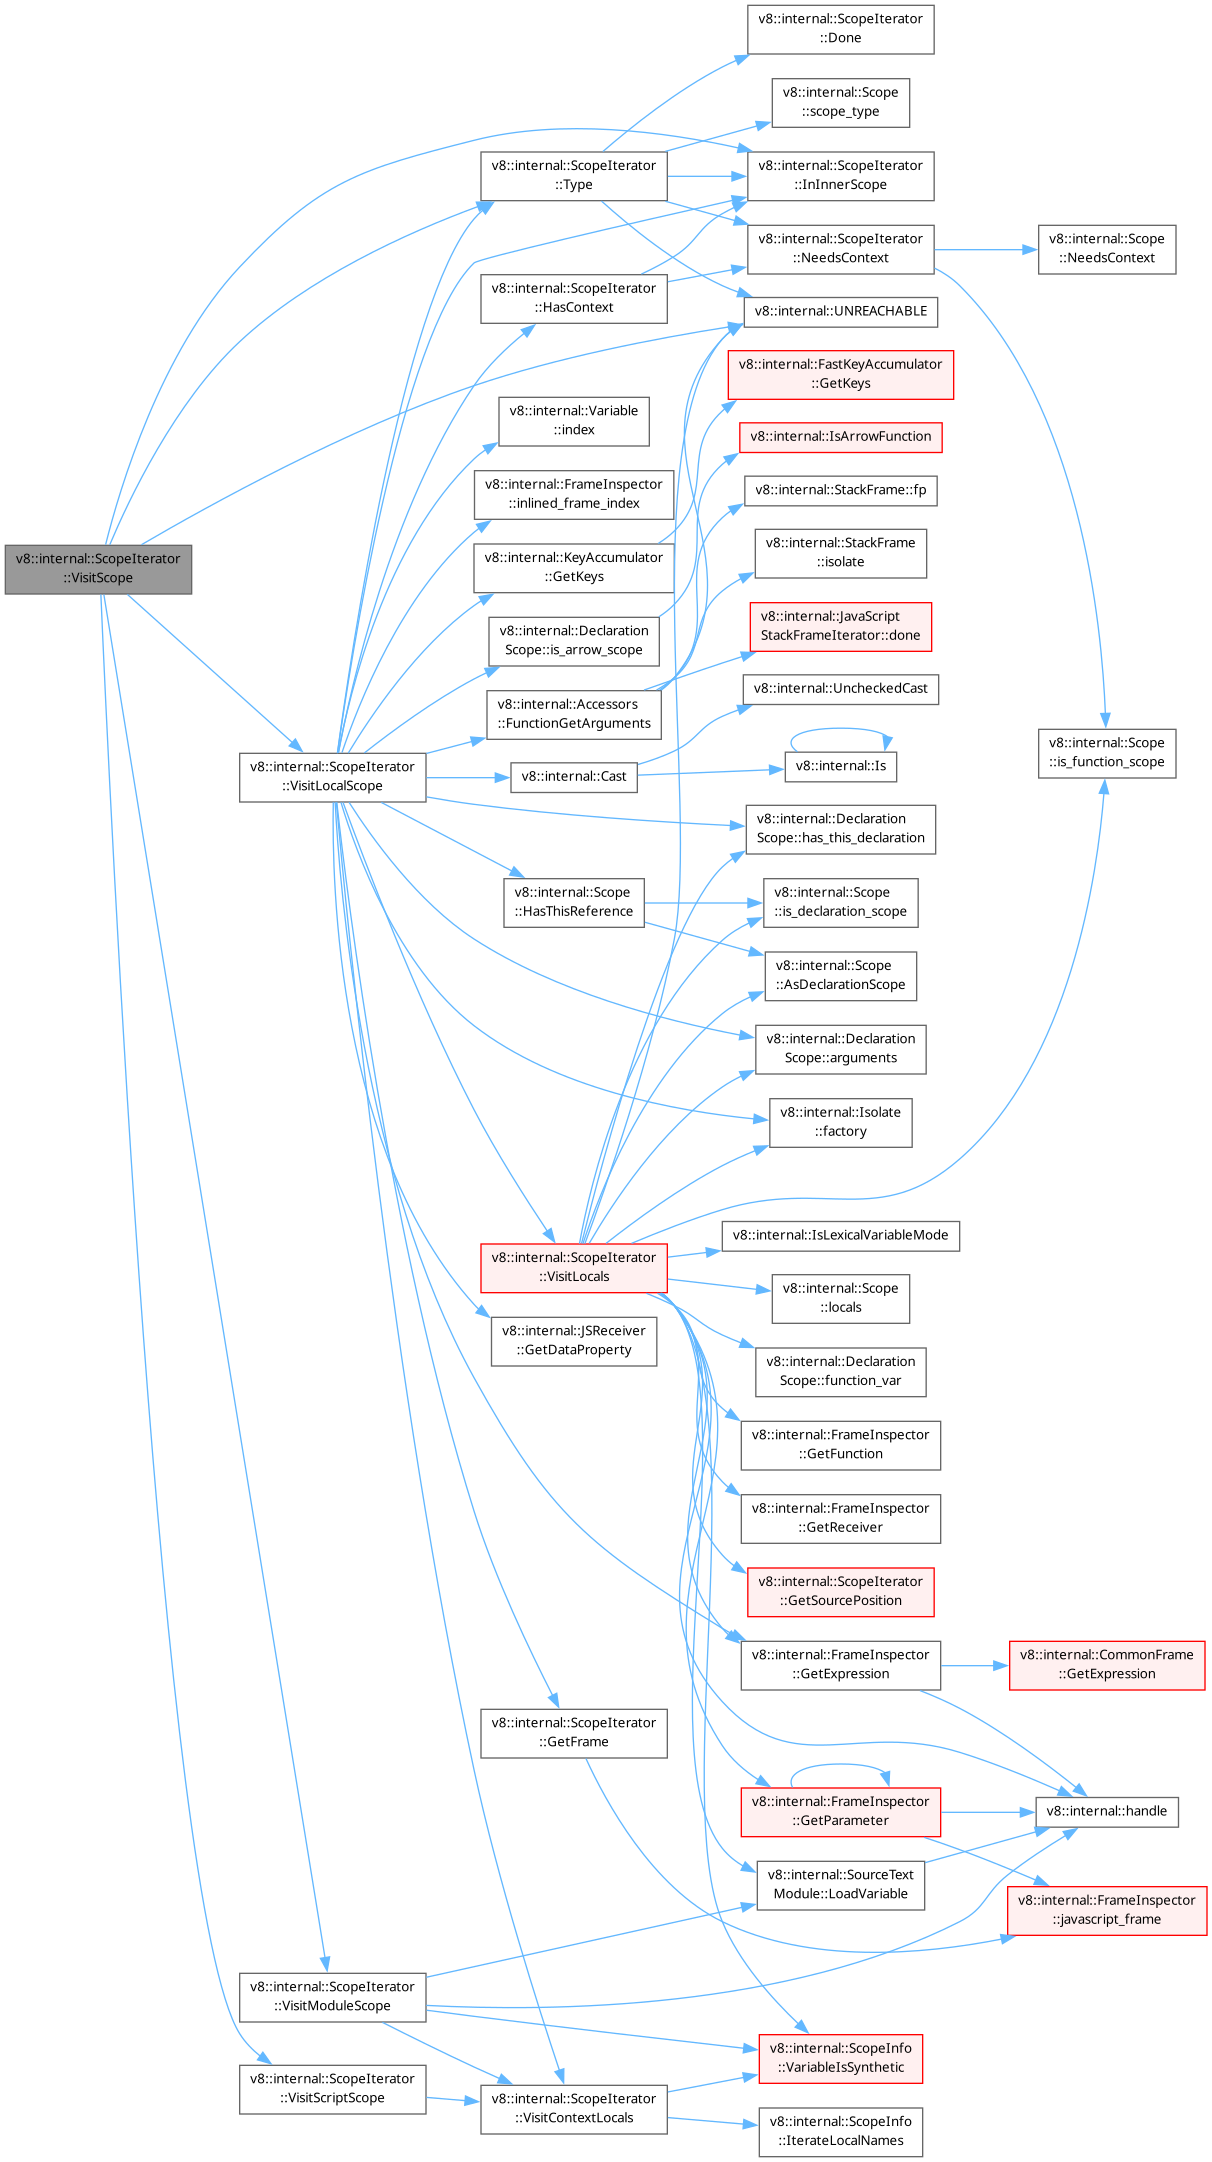 v8::internal::ScopeIterator
::Done
v8::internal::Scope
::scope_type
v8::internal::ScopeIterator
::Type
v8::internal::ScopeIterator
::InInnerScope
v8::internal::ScopeIterator
::NeedsContext
v8::internal::Scope
::NeedsContext
v8::internal::ScopeIterator
::HasContext
v8::internal::UNREACHABLE
v8::internal::FastKeyAccumulator
::GetKeys
v8::internal::Variable
::index
v8::internal::IsArrowFunction
v8::internal::FrameInspector
::inlined_frame_index
v8::internal::StackFrame::fp
v8::internal::ScopeIterator
::VisitScope
v8::internal::KeyAccumulator
::GetKeys
v8::internal::StackFrame
::isolate
v8::internal::Declaration
Scope::is_arrow_scope
v8::internal::JavaScript
StackFrameIterator::done
v8::internal::Accessors
::FunctionGetArguments
v8::internal::UncheckedCast
v8::internal::ScopeIterator
::VisitLocalScope
v8::internal::Cast
v8::internal::Is
v8::internal::Scope
::is_function_scope
v8::internal::Declaration
Scope::has_this_declaration
v8::internal::Scope
::HasThisReference
v8::internal::Scope
::is_declaration_scope
v8::internal::Scope
::AsDeclarationScope
v8::internal::Declaration
Scope::arguments
v8::internal::Isolate
::factory
v8::internal::ScopeIterator
::VisitLocals
v8::internal::IsLexicalVariableMode
v8::internal::Scope
::locals
v8::internal::JSReceiver
::GetDataProperty
v8::internal::Declaration
Scope::function_var
v8::internal::FrameInspector
::GetFunction
v8::internal::FrameInspector
::GetReceiver
v8::internal::ScopeIterator
::GetSourcePosition
v8::internal::FrameInspector
::GetExpression
v8::internal::CommonFrame
::GetExpression
v8::internal::ScopeIterator
::GetFrame
v8::internal::FrameInspector
::GetParameter
v8::internal::handle
v8::internal::SourceText
Module::LoadVariable
v8::internal::FrameInspector
::javascript_frame
v8::internal::ScopeIterator
::VisitModuleScope
v8::internal::ScopeInfo
::VariableIsSynthetic
v8::internal::ScopeIterator
::VisitScriptScope
v8::internal::ScopeIterator
::VisitContextLocals
v8::internal::ScopeInfo
::IterateLocalNames